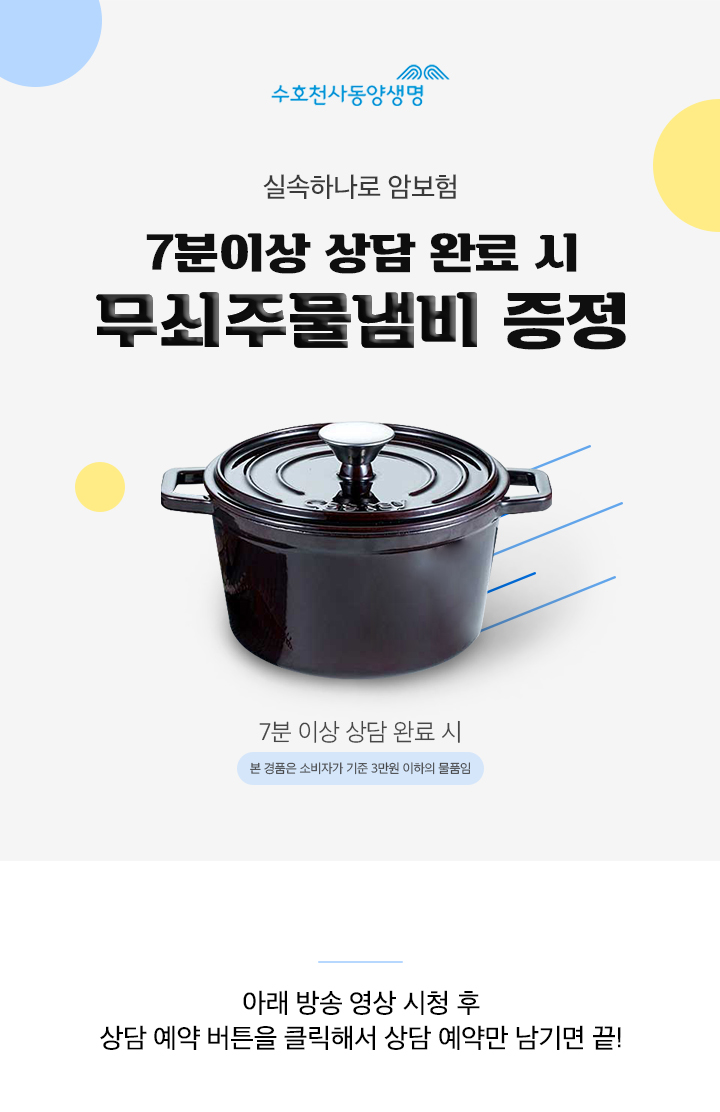 수호천사동양생명
실속하나로 암보험
7분이상 상담 완료 시
무쇠주물냄비 증정
7분 이상 상담 완료 시
본 경품은 소비자가 기준 3만원 이하의 물품임
아래 방송 영상 시청 후
상담 예약 버튼을 클릭해서 상담 예약만 남기면 끝!